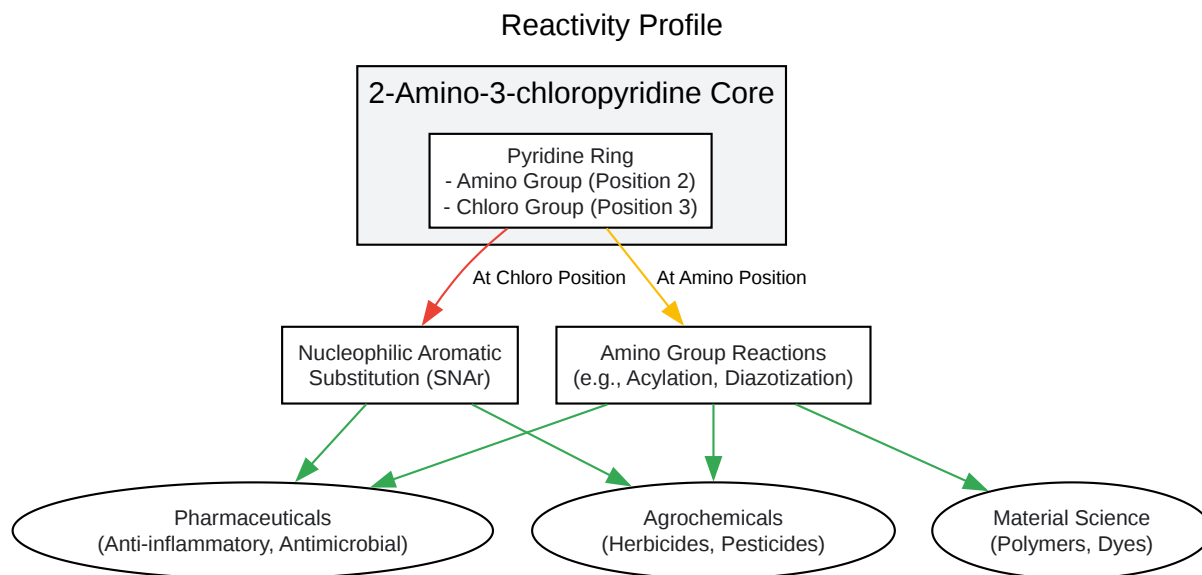 Reactivity Profile
2-Amino-3-chloropyridine Core
Pyridine Ring
- Amino Group (Position 2)
- Chloro Group (Position 3)
At Chloro Position
At Amino Position
Nucleophilic Aromatic
Substitution (SNAr)
Amino Group Reactions
(e.g., Acylation, Diazotization)
Pharmaceuticals
(Anti-inflammatory, Antimicrobial)
Agrochemicals
(Herbicides, Pesticides)
Material Science
(Polymers, Dyes)